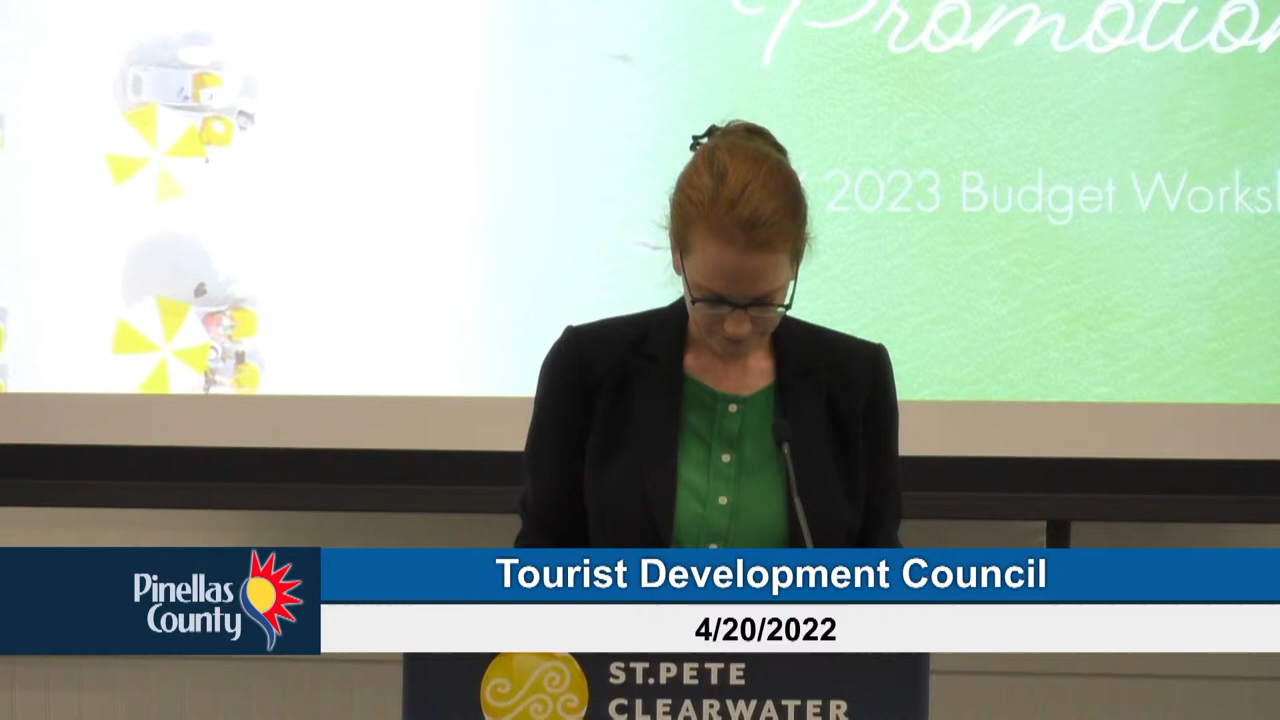 Promotion
2023 Budget Worksh
Pinellas
County
Tourist Development Council
4/20/2022
ST.PETE
CLEARWATER